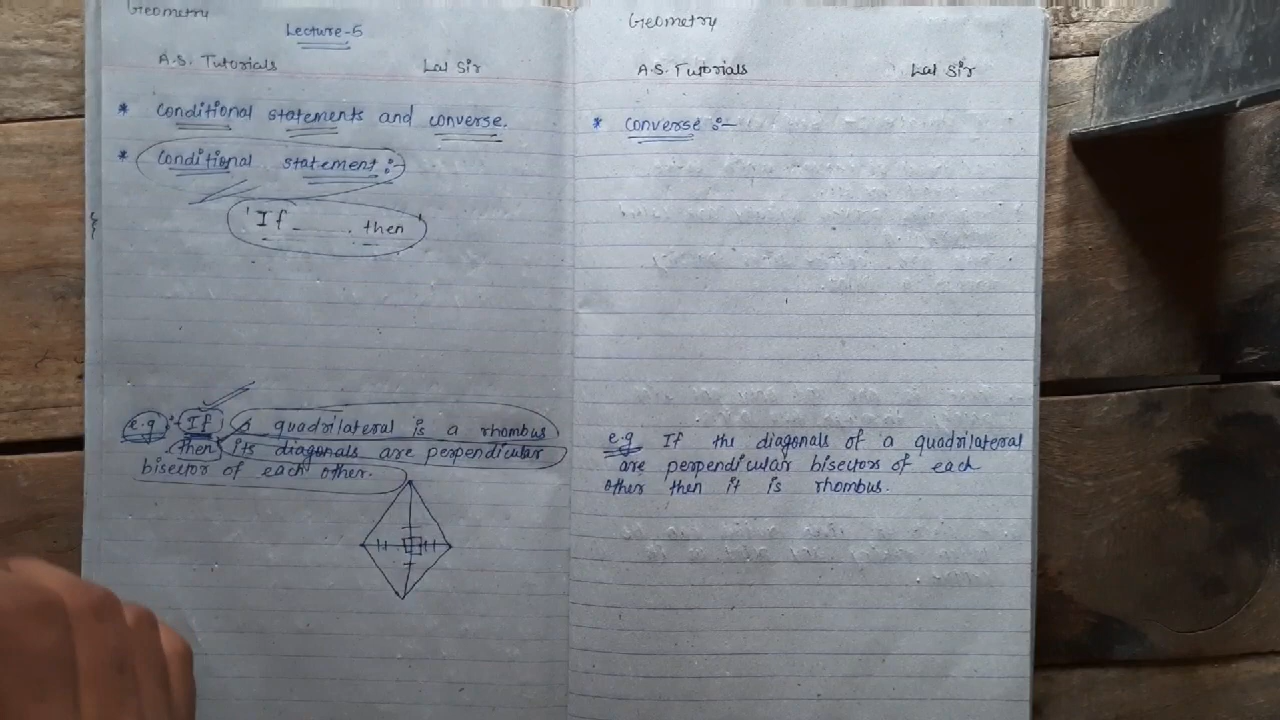 Geometry
Lecture-5
A.S. Tutorials Lal Sir
* Conditional statements and converse.
* Conditional statement :-
'If ____ . then'
e.g :- If a quadrilateral is a rhombus
then its diagonals are perpendicular
bisector of each other.
Geometry
A.S. Tutorials Lal Sir
* Converse :-
e.g If the diagonals of a quadrilateral
are perpendicular bisectors of each
other then it is rhombus.